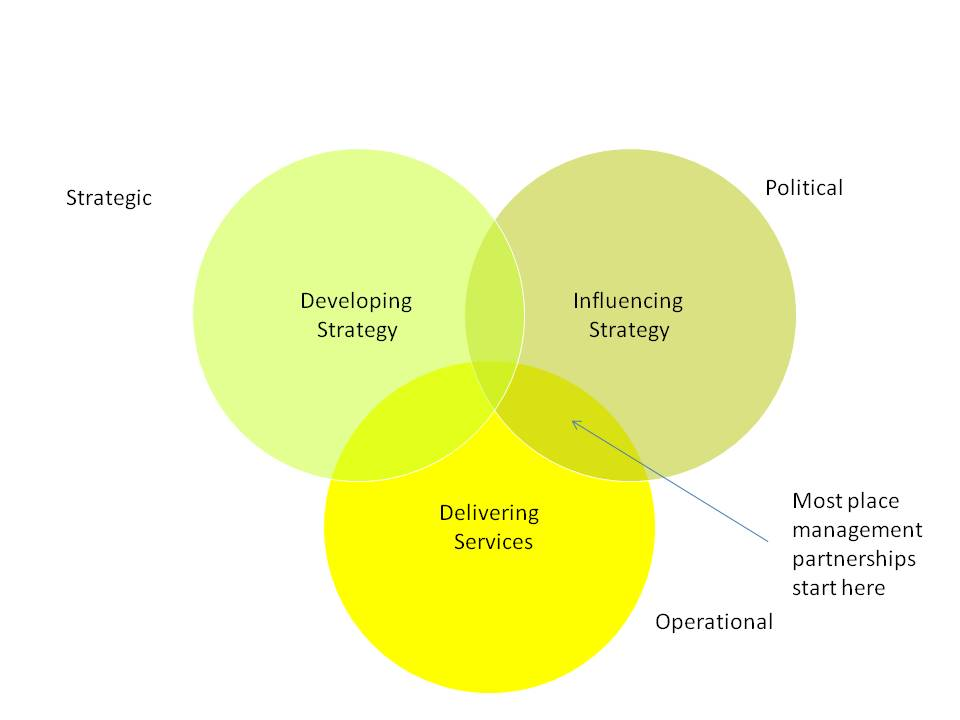 Strategic
Political
Developing
Strategy
Influencing
Strategy
Delivering
Services
Most place
management
partnerships
start here
Operational